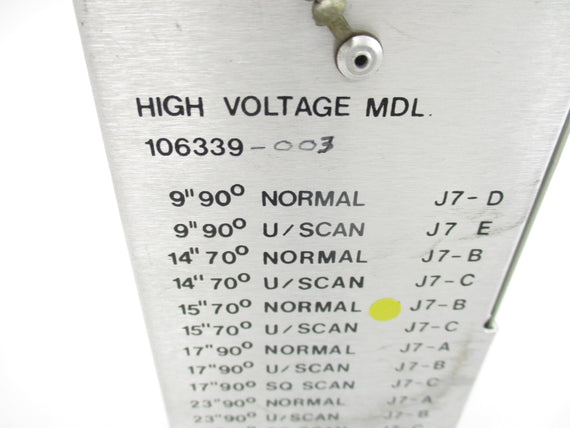 HIGH VOLTAGE MDL.
106339-003
9"90° NORMAL J7-D
9"90° U/SCAN J7 E
14"70° NORMAL J7-B
14"70° U/SCAN J7-C
15"70° NORMAL J7-B
15"70° U/SCAN J7-C
17"90° NORMAL J7-A
17"90° U/SCAN J7-B
17"90° SQ SCAN J7-C
23"90° NORMAL J7-A
23"90° U/SCAN J7-B